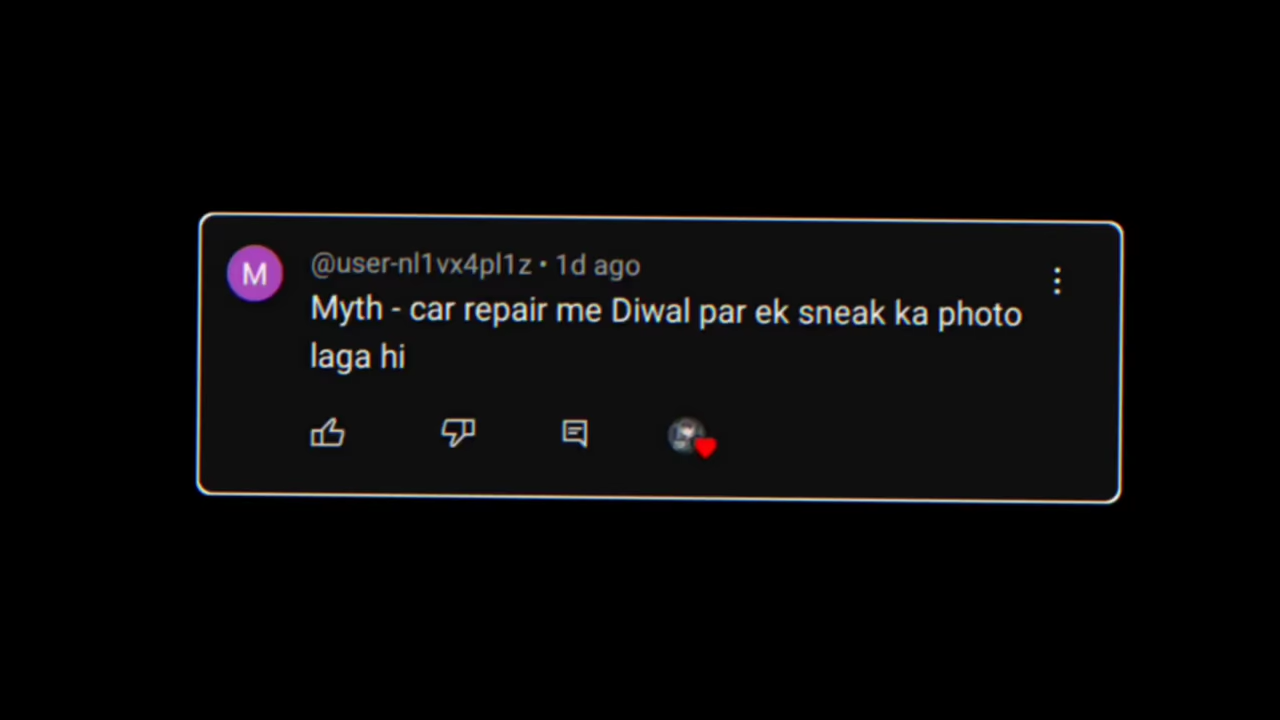 M
@user-nl1vx4pl1z • 1d ago
Myth - car repair me Diwal par ek sneak ka photo
laga hi